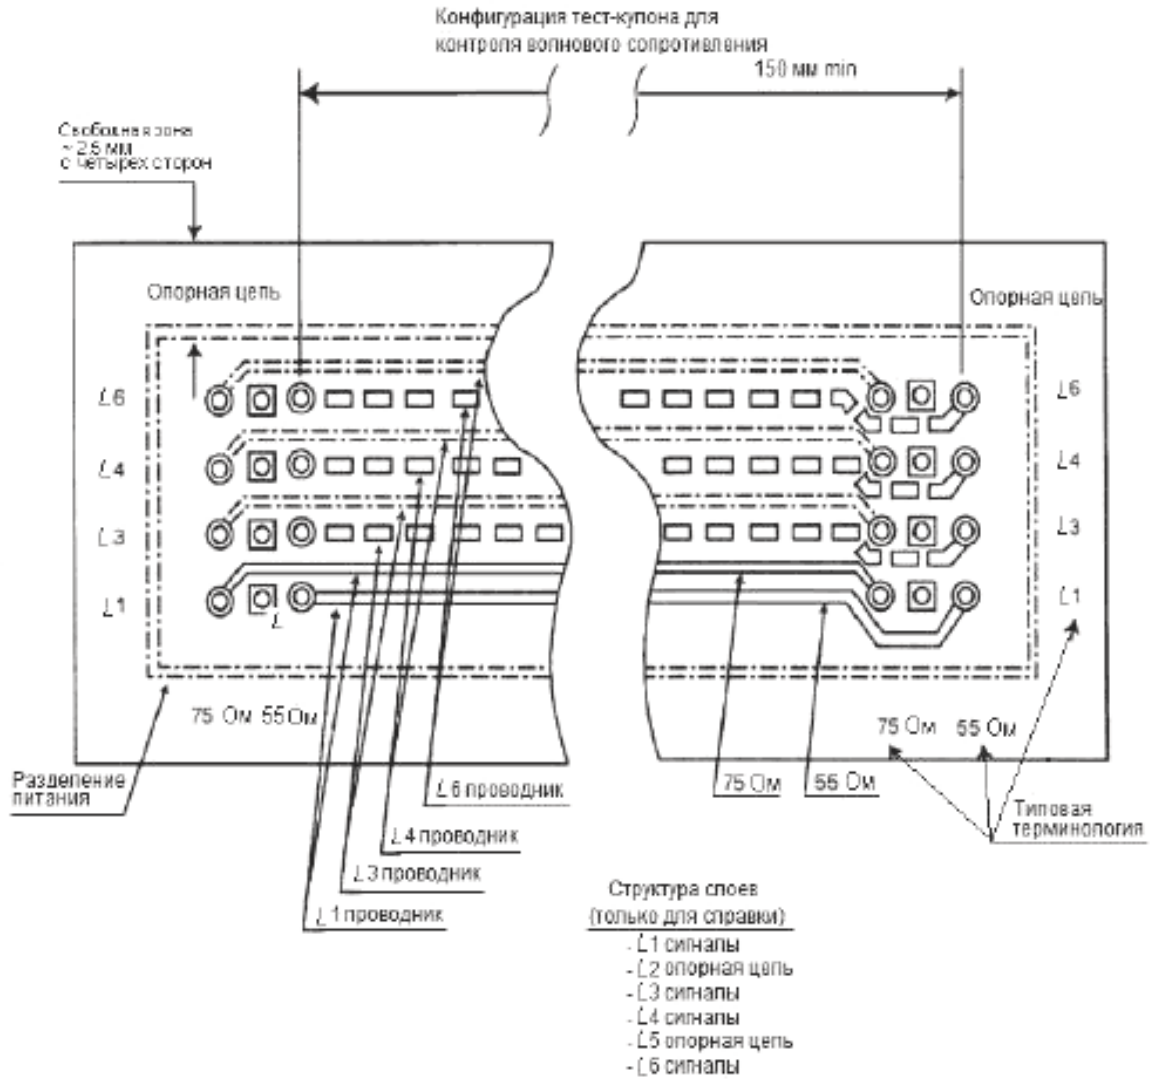 Конфигурация тест-купона для
контроля волнового сопротивления
150 мм min
Свободная зона
~ 2,5 мм
с четырех сторон
Опорная цепь
Опорная цепь
L6
L6
L4
L4
L3
L3
L1
L
L1
75 Ом 55 Ом
75 Ом 55 Ом
Разделение
питания
L6 проводник
75 Ом
55 Ом
Типовая
терминология
L4 проводник
L3 проводник
L1 проводник
Структура слоев
(только для справки)
- L1 сигналы
- L2 опорная цепь
- L3 сигналы
- L4 сигналы
- L5 опорная цепь
- L6 сигналы